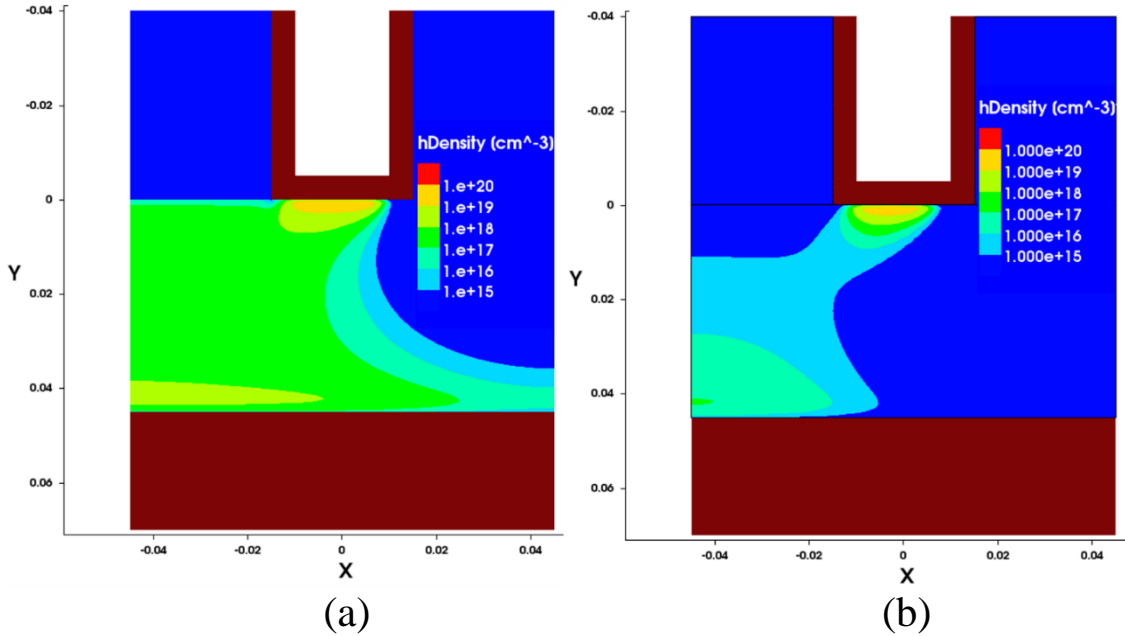 -0.04
-0.02
0
0.02
0.04
0.06
Y
hDensity (cm^-3)
1.e+20
1.e+19
1.e+18
1.e+17
1.e+16
1.e+15
-0.04
-0.02
0
0.02
0.04
X
(a)
-0.04
-0.02
0
0.02
0.04
0.06
Y
hDensity (cm^-3)
1.000e+20
1.000e+19
1.000e+18
1.000e+17
1.000e+16
1.000e+15
-0.04
-0.02
0
0.02
0.04
X
(b)